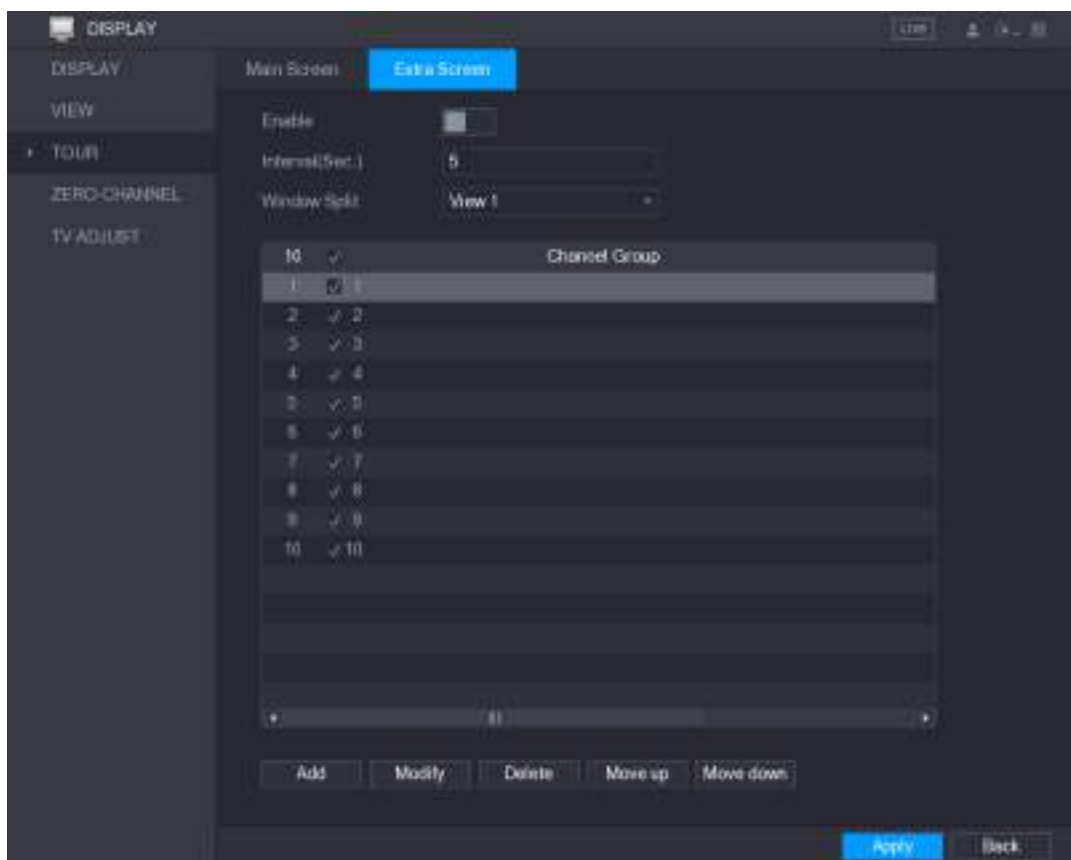 DISPLAY
LIVE
DISPLAY
VIEW
TOUR
ZERO-CHANNEL
TV ADJUST
Main Screen
Extra Screen
Enable
Interval(Sec.)
5
Window Split
View 1
10 Channel Group
1 1
2 2
3 3
4 4
5 5
6 6
7 7
8 8
9 9
10 10
Add
Modify
Delete
Move up
Move down
Apply
Back